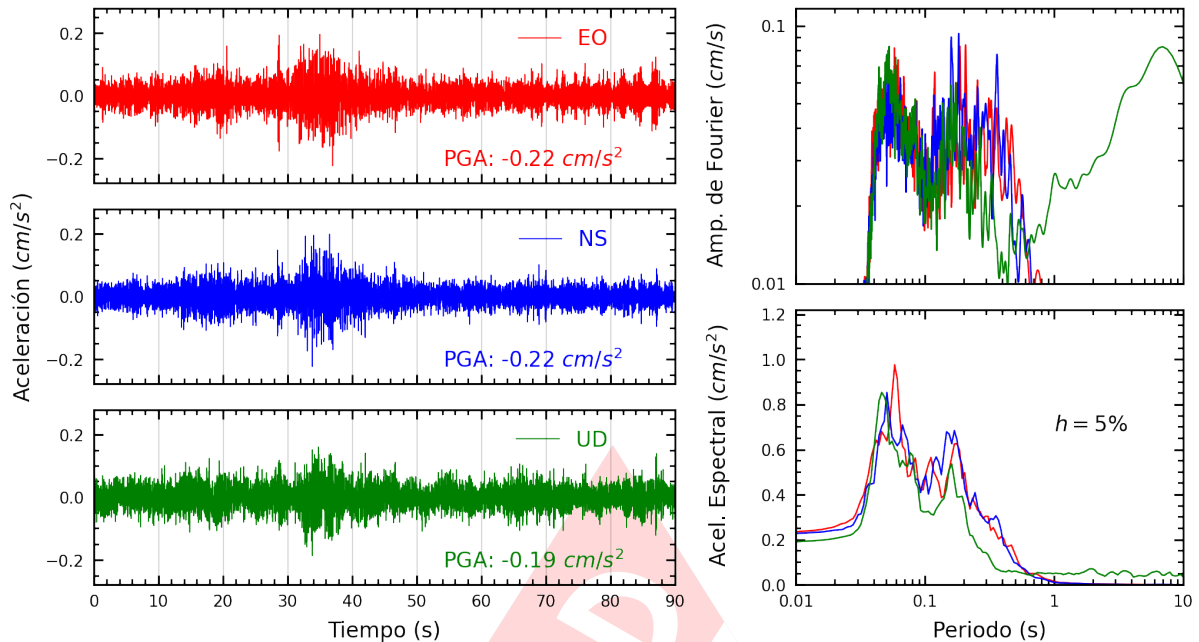 0.2
0.0
−0.2
EO
PGA: -0.22 cm/s²
0.2
0.0
−0.2
NS
PGA: -0.22 cm/s²
0.2
0.0
−0.2
UD
PGA: -0.19 cm/s²
0 10 20 30 40 50 60 70 80 90
Tiempo (s)
Aceleración (cm/s²)
0.1
0.01
Amp. de Fourier (cm/s)
1.2
1.0
0.8
0.6
0.4
0.2
0.0
h = 5%
Acel. Espectral (cm/s²)
0.01 0.1 1 10
Periodo (s)